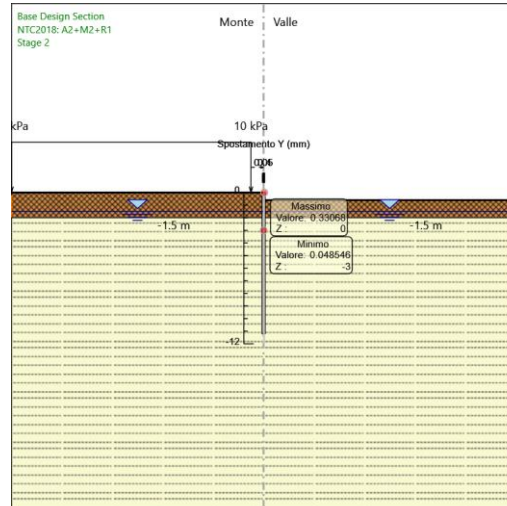 Base Design Section
NTC2018: A2+M2+R1
Stage 2
Monte Valle
kPa 10 kPa
Spostamento Y (mm)
0
Massimo
Valore: 0.33068
Z : 0
-1.5 m -1.5 m
Minimo
Valore: 0.048546
Z : -3
-12